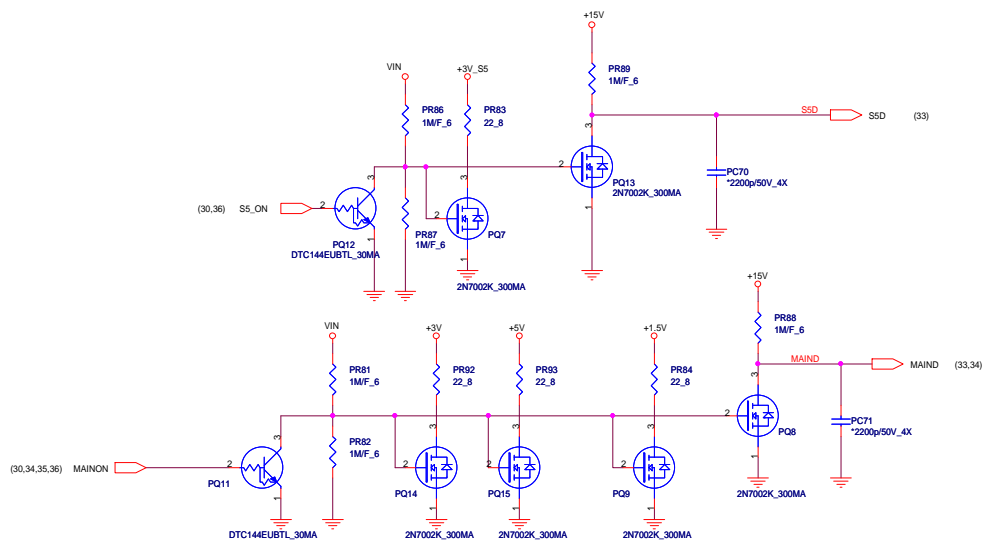 +15V
PR89
1M/F_6
VIN
+3V_S5
PR86
1M/F_6
PR83
22_8
S5D
S5D
(33)
3
2
1
PQ13
2N7002K_300MA
PC70
*2200p/50V_4X
(30,36)
S5_ON
2
3
1
PQ12
DTC144EUBTL_30MA
PR87
1M/F_6
3
2
1
PQ7
2N7002K_300MA
+15V
PR88
1M/F_6
MAIND
MAIND
(33,34)
VIN
+3V
+5V
+1.5V
PR81
1M/F_6
PR92
22_8
PR93
22_8
PR84
22_8
3
2
1
PQ8
2N7002K_300MA
PC71
*2200p/50V_4X
(30,34,35,36)
MAINON
2
3
1
PQ11
DTC144EUBTL_30MA
PR82
1M/F_6
3
2
1
PQ14
2N7002K_300MA
3
2
1
PQ15
2N7002K_300MA
3
2
1
PQ9
2N7002K_300MA